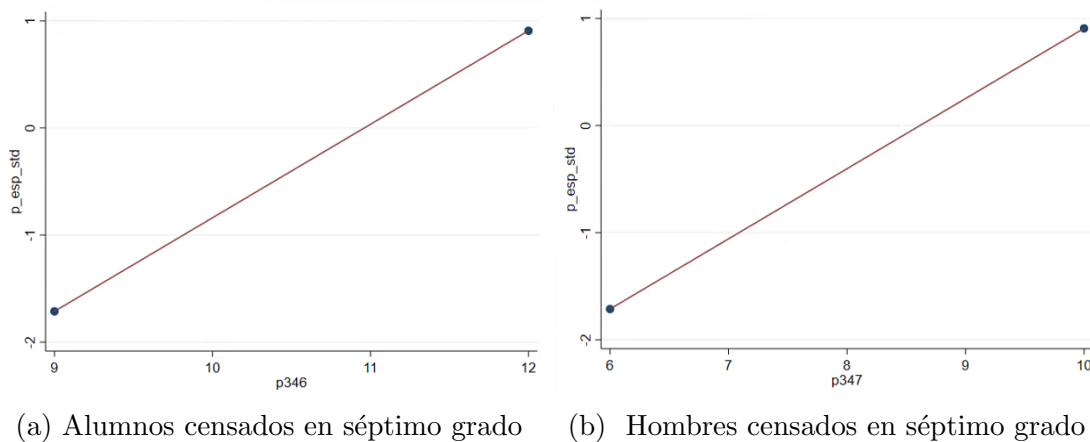 1
0
-1
-2
p_esp_std
9
10
11
12
p346
(a) Alumnos censados en séptimo grado
1
0
-1
-2
p_esp_std
6
7
8
9
10
p347
(b) Hombres censados en séptimo grado